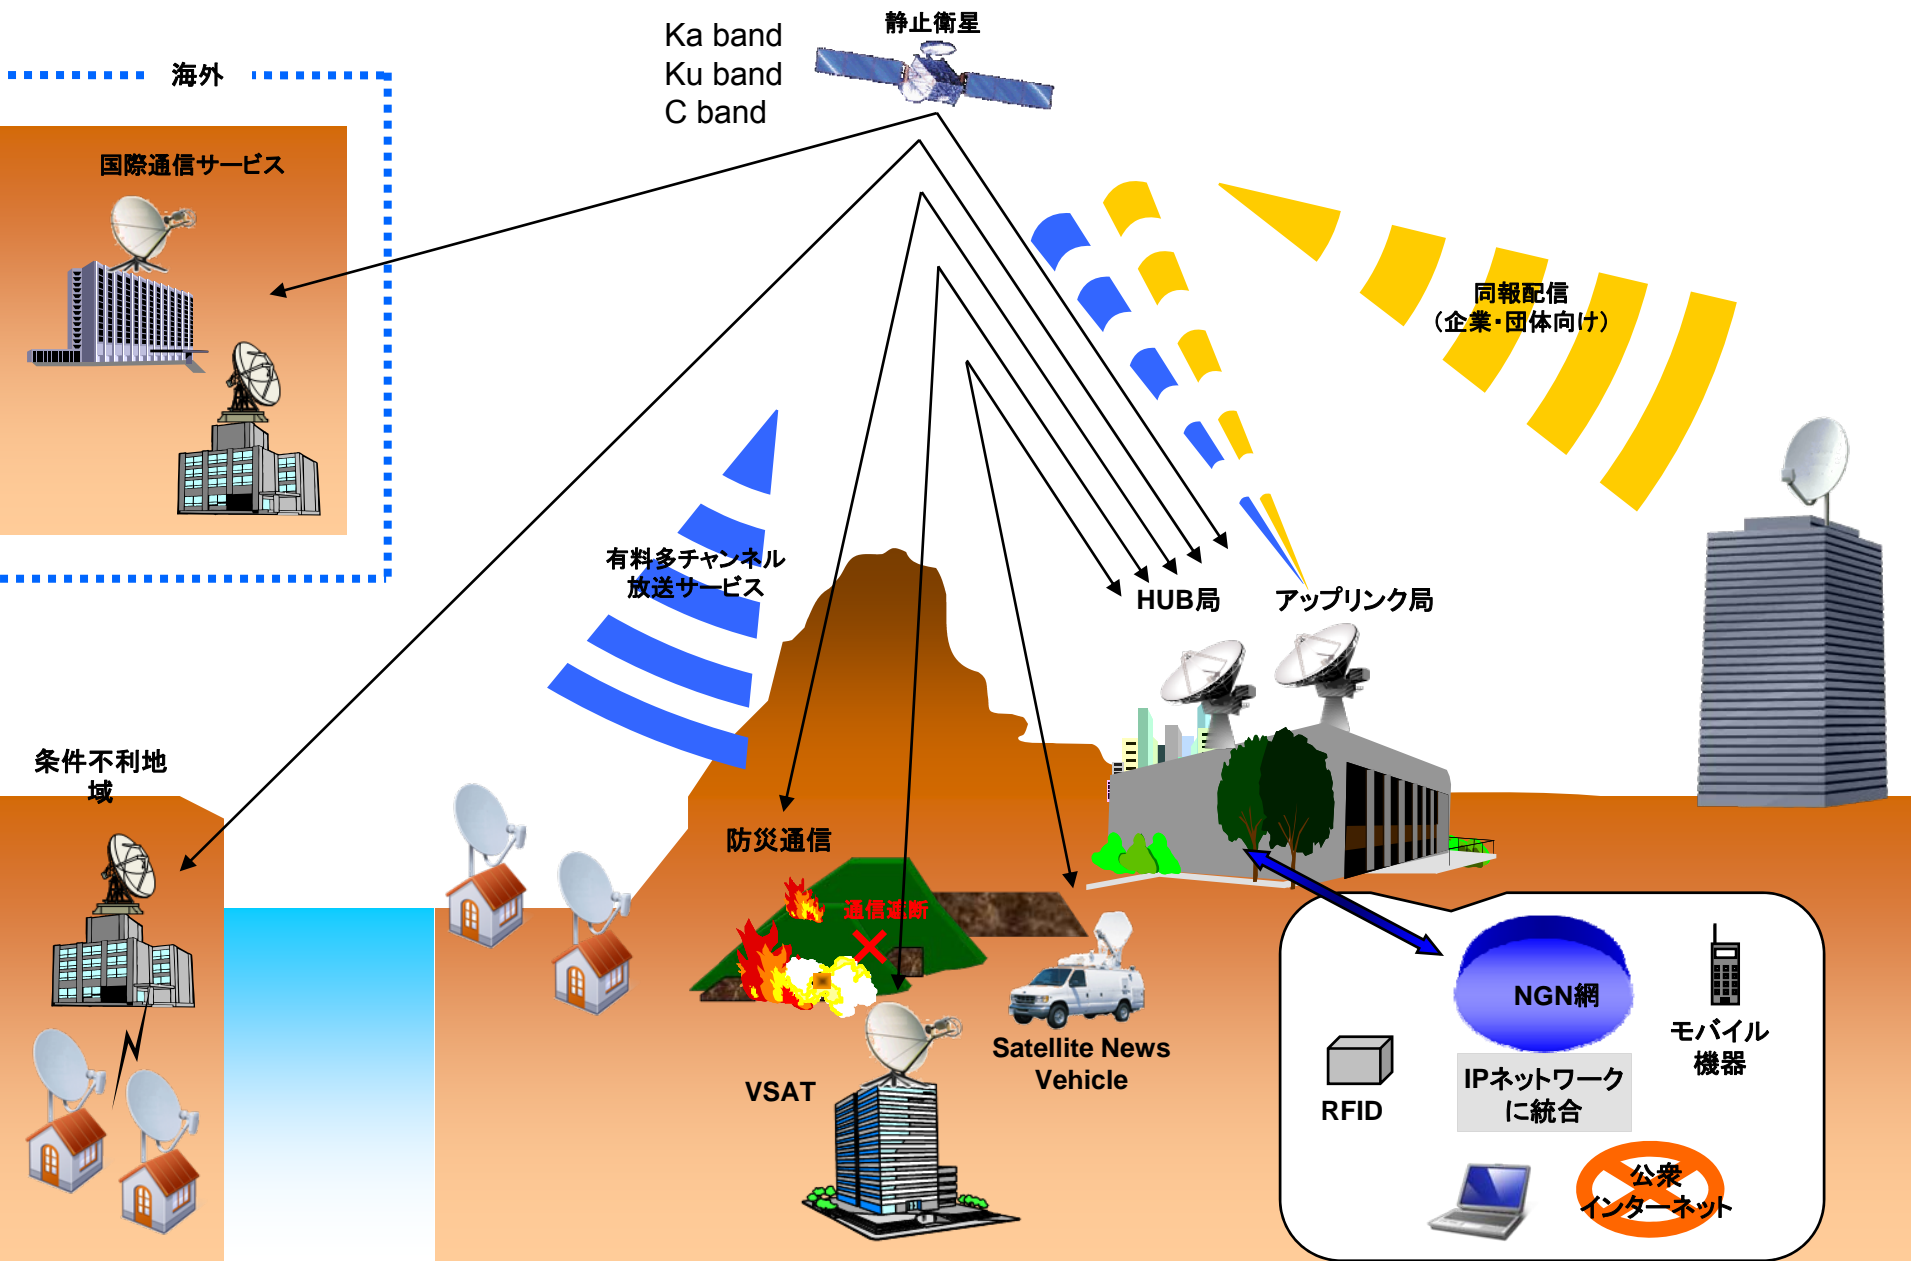 Ka band
Ku band
C band
静止衛星
海外
国際通信サービス
同報配信
(企業・団体向け)
有料多チャンネル
放送サービス
HUB局
アップリンク局
条件不利地
域
防災通信
通信遮断
Satellite News
Vehicle
VSAT
NGN網
モバイル
機器
RFID
IPネットワーク
に統合
公衆
インターネット